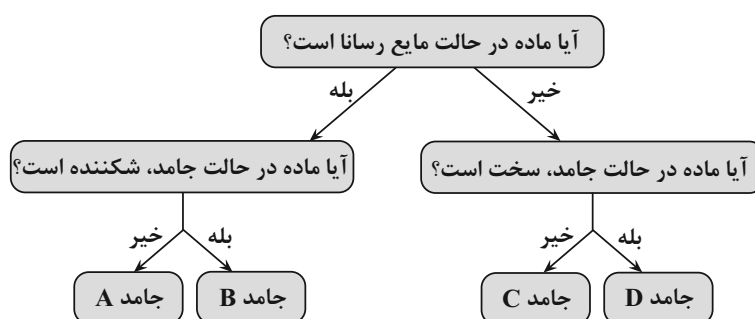 آیا ماده در حالت مایع رسانا است؟
خیر
بله
آیا ماده در حالت جامد، سخت است؟
آیا ماده در حالت جامد، شکننده است؟
بله
خیر
بله
خیر
جامد D
جامد C
جامد B
جامد A